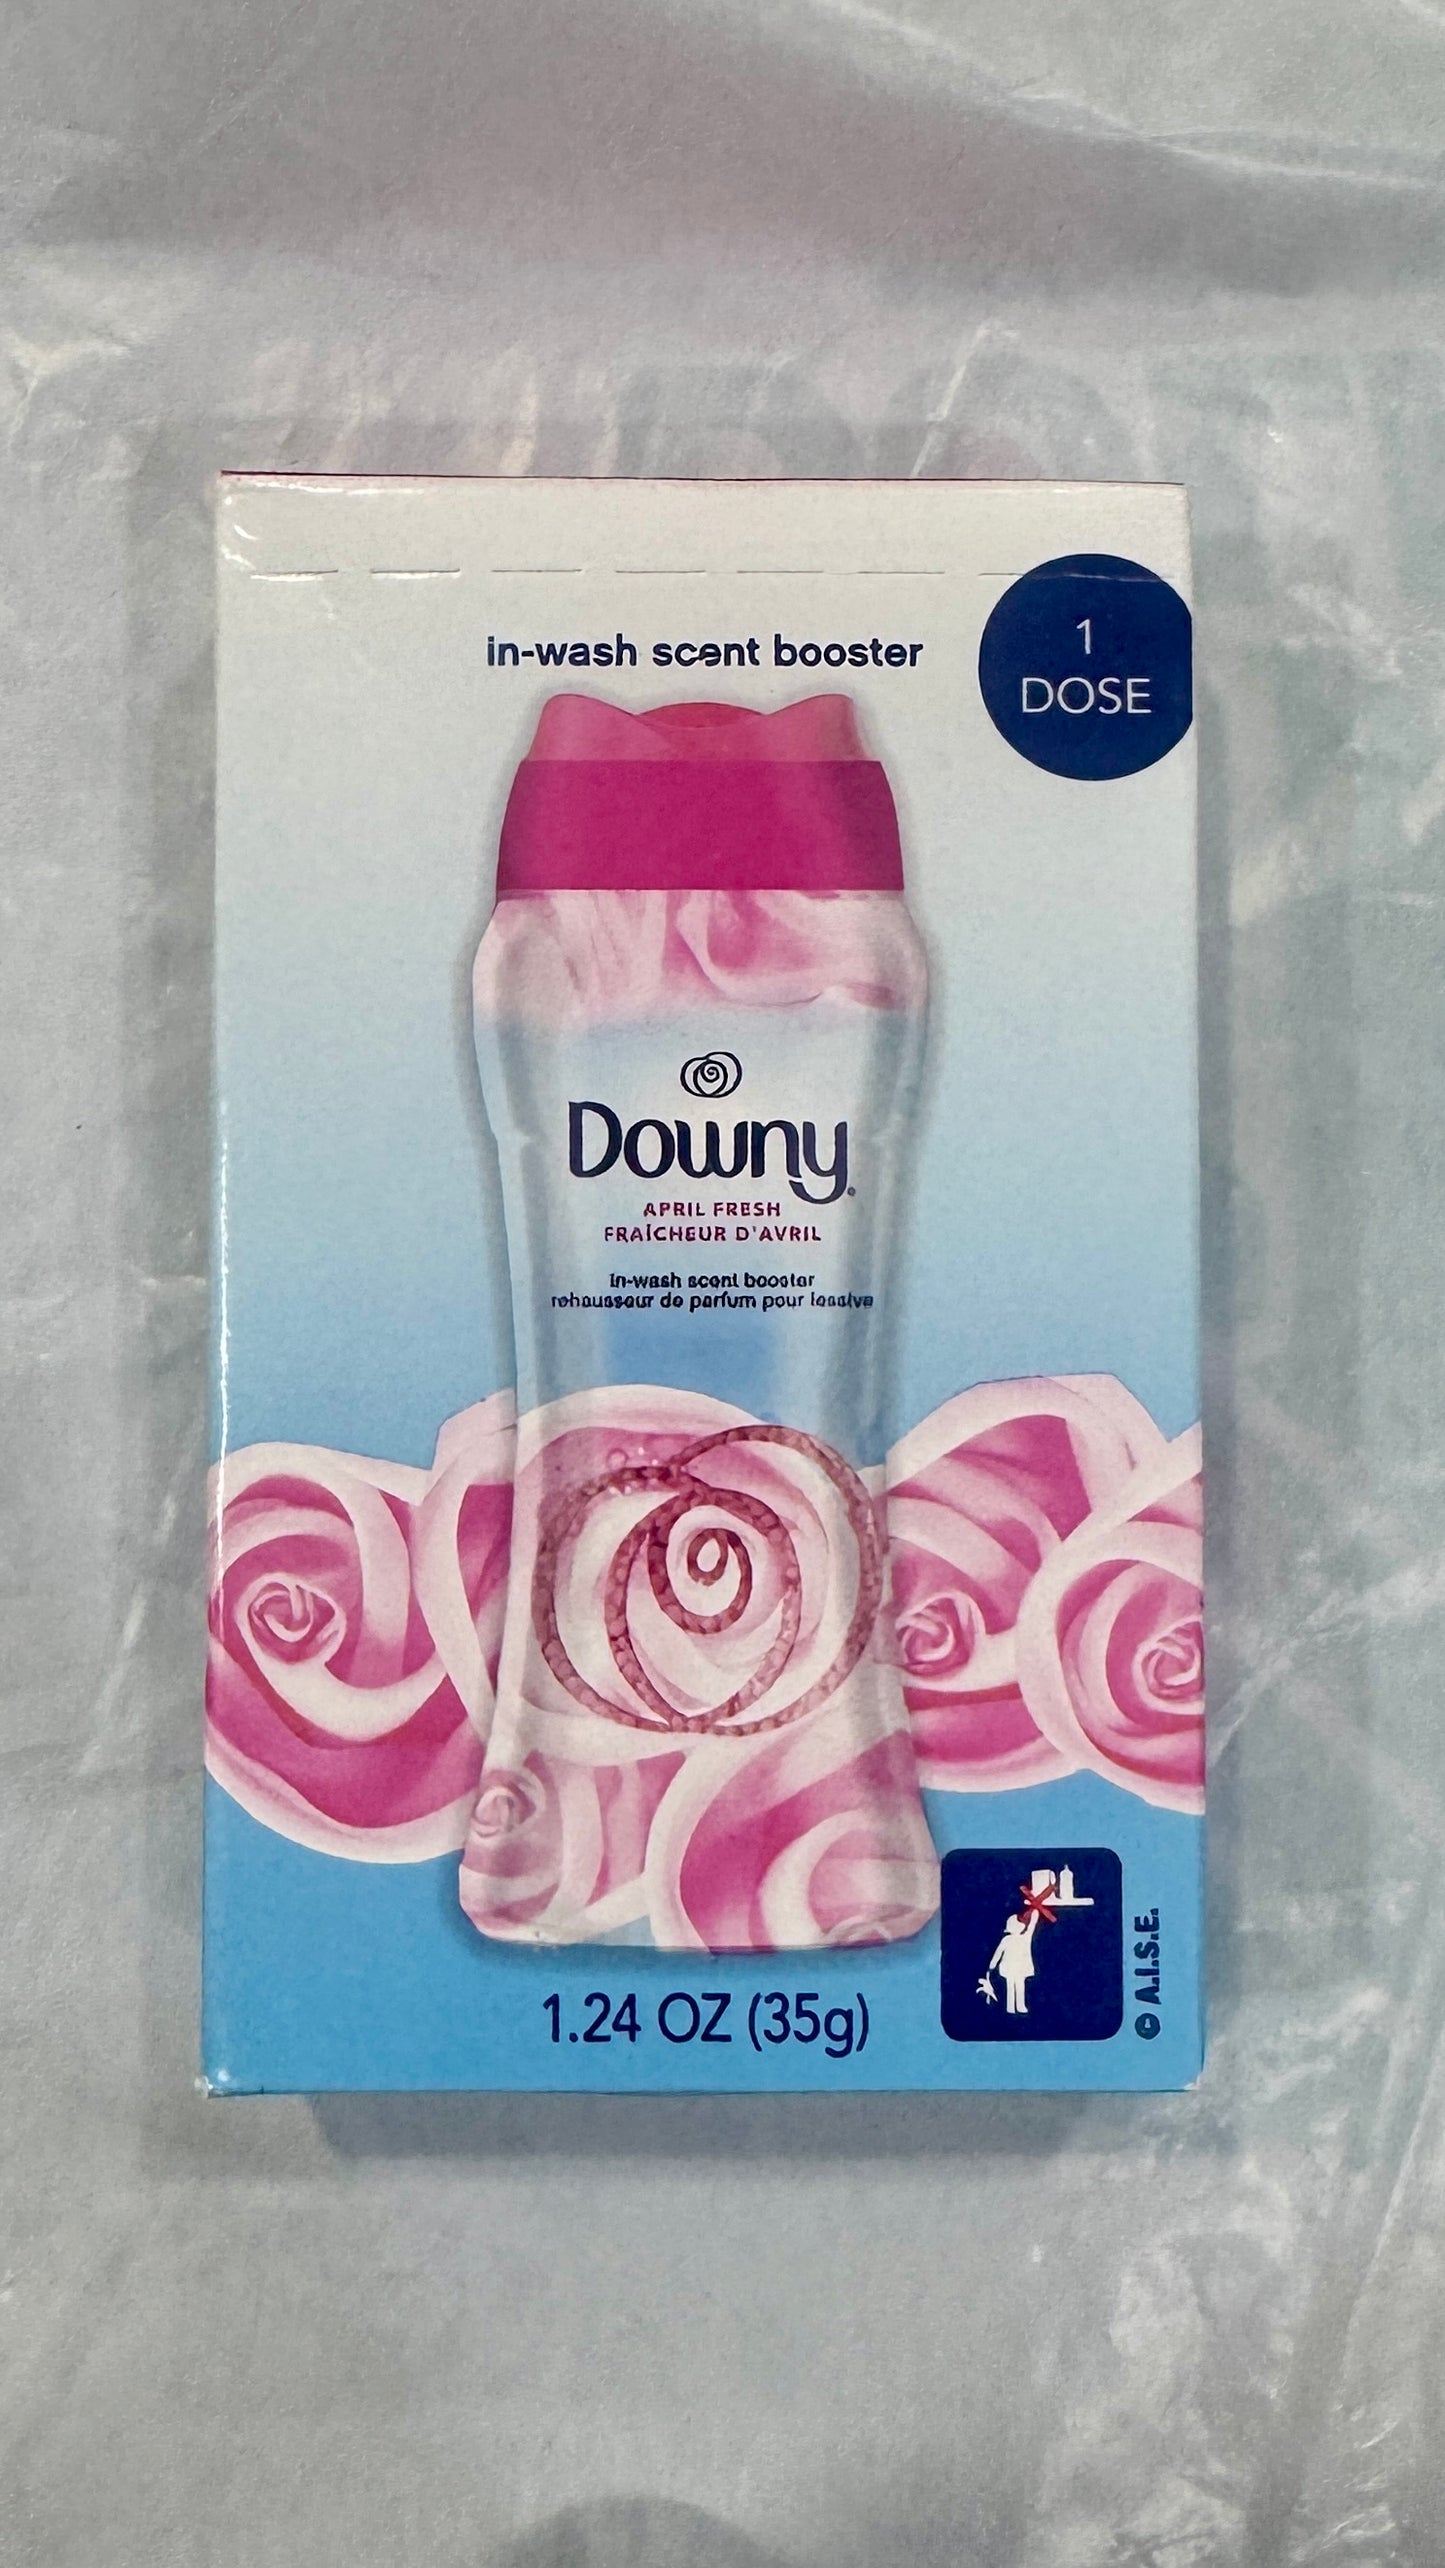 in-wash scent booster
1
DOSE
Downy
APRIL FRESH
FRAÎCHEUR D'AVRIL
in-wash scent booster
rehausseur de parfum pour lessive
1.24 OZ (35g)
© A.I.S.E.